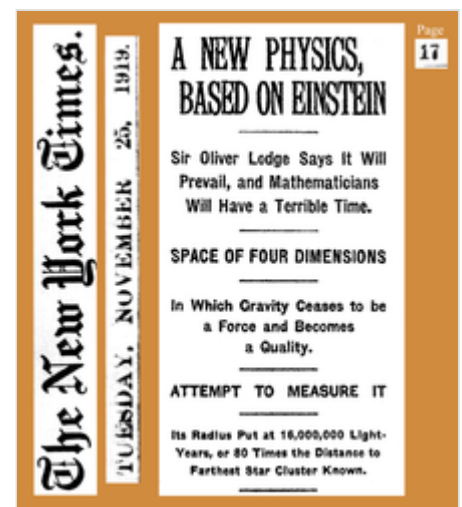 The New York Times.
TUESDAY, NOVEMBER 25, 1919.
A NEW PHYSICS,
BASED ON EINSTEIN
Sir Oliver Lodge Says It Will
Prevail, and Mathematicians
Will Have a Terrible Time.
SPACE OF FOUR DIMENSIONS
In Which Gravity Ceases to be
a Force and Becomes
a Quality.
ATTEMPT TO MEASURE IT
Its Radius Put at 16,000,000 Light-
Years, or 80 Times the Distance to
Farthest Star Cluster Known.
Page
17